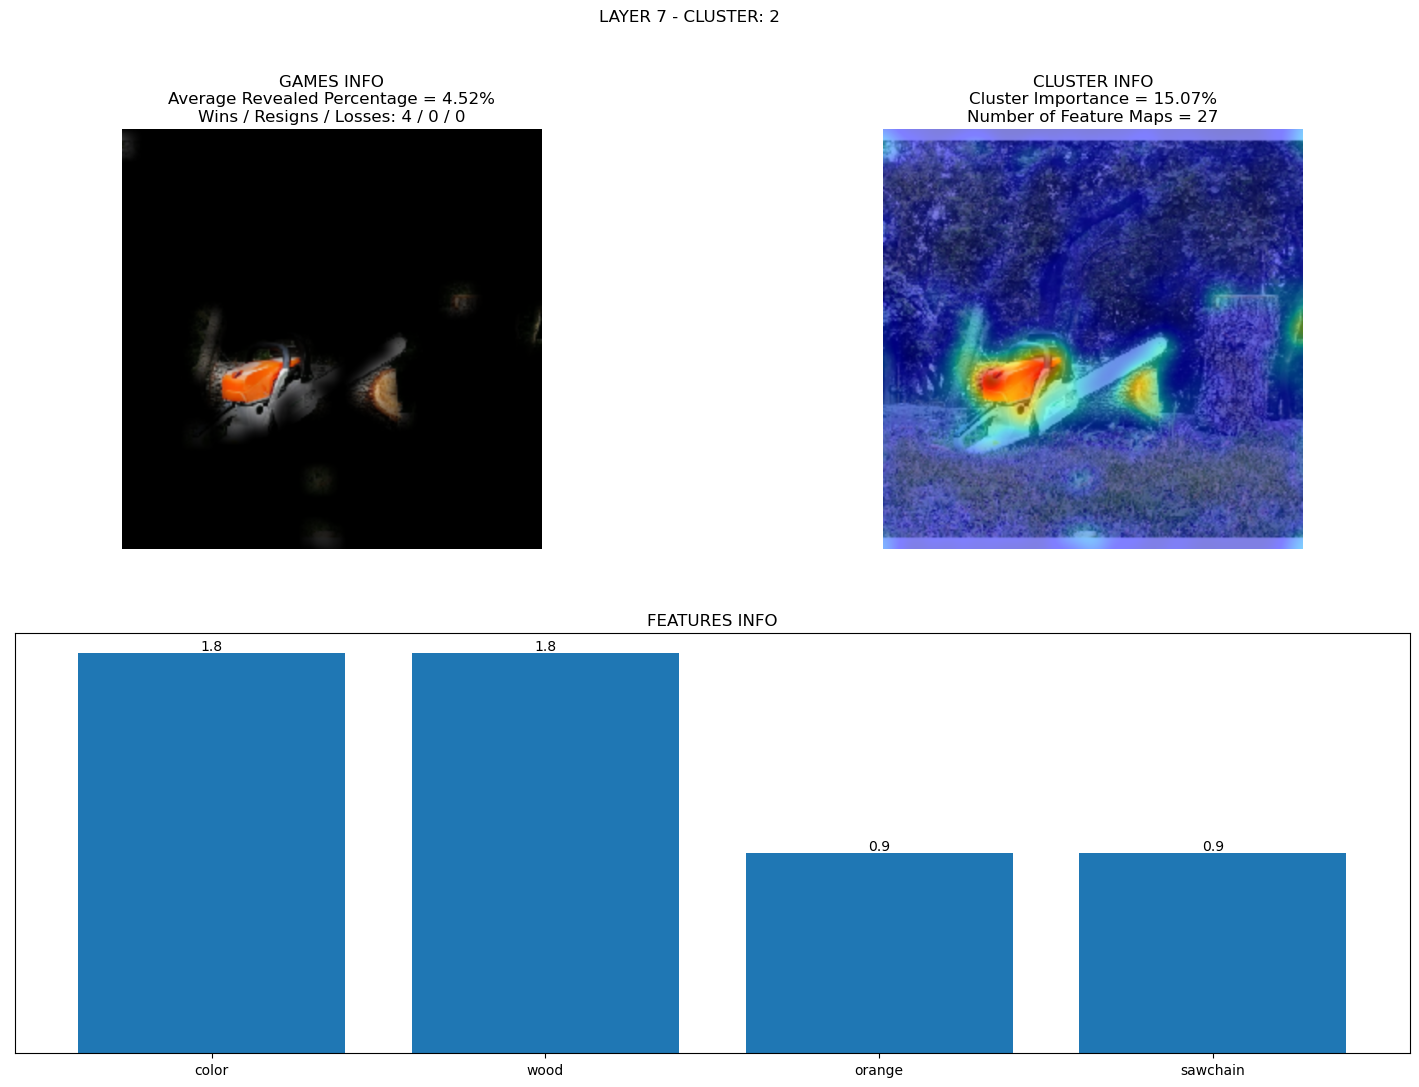 LAYER 7 - CLUSTER: 2
GAMES INFO
Average Revealed Percentage = 4.52%
Wins / Resigns / Losses: 4 / 0 / 0
CLUSTER INFO
Cluster Importance = 15.07%
Number of Feature Maps = 27
FEATURES INFO
1.8
1.8
0.9
0.9
color
wood
orange
sawchain